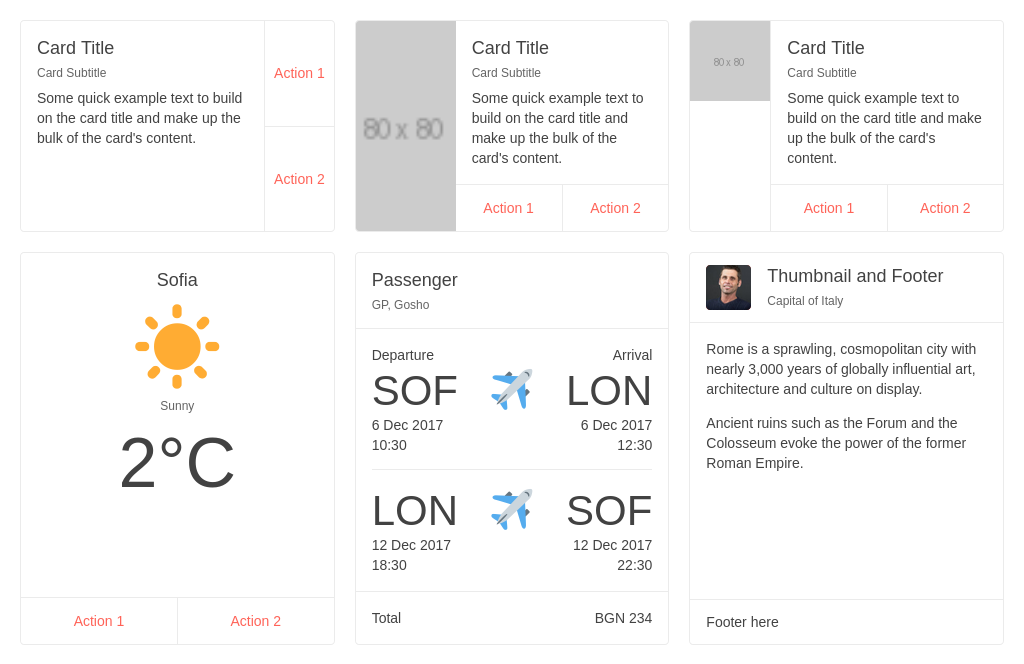 Card Title
Card Subtitle
Some quick example text to build
on the card title and make up the
bulk of the card's content.
Action 1
Action 2
80 x 80
Card Title
Card Subtitle
Some quick example text to
build on the card title and
make up the bulk of the
card's content.
Action 1
Action 2
80 x 80
Card Title
Card Subtitle
Some quick example text to
build on the card title and make
up the bulk of the card's
content.
Action 1
Action 2
Sofia
Sunny
2°C
Action 1
Action 2
Passenger
GP, Gosho
Departure
Arrival
SOF
LON
6 Dec 2017
6 Dec 2017
10:30
12:30
LON
SOF
12 Dec 2017
12 Dec 2017
18:30
22:30
Total
BGN 234
Thumbnail and Footer
Capital of Italy
Rome is a sprawling, cosmopolitan city with
nearly 3,000 years of globally influential art,
architecture and culture on display.
Ancient ruins such as the Forum and the
Colosseum evoke the power of the former
Roman Empire.
Footer here